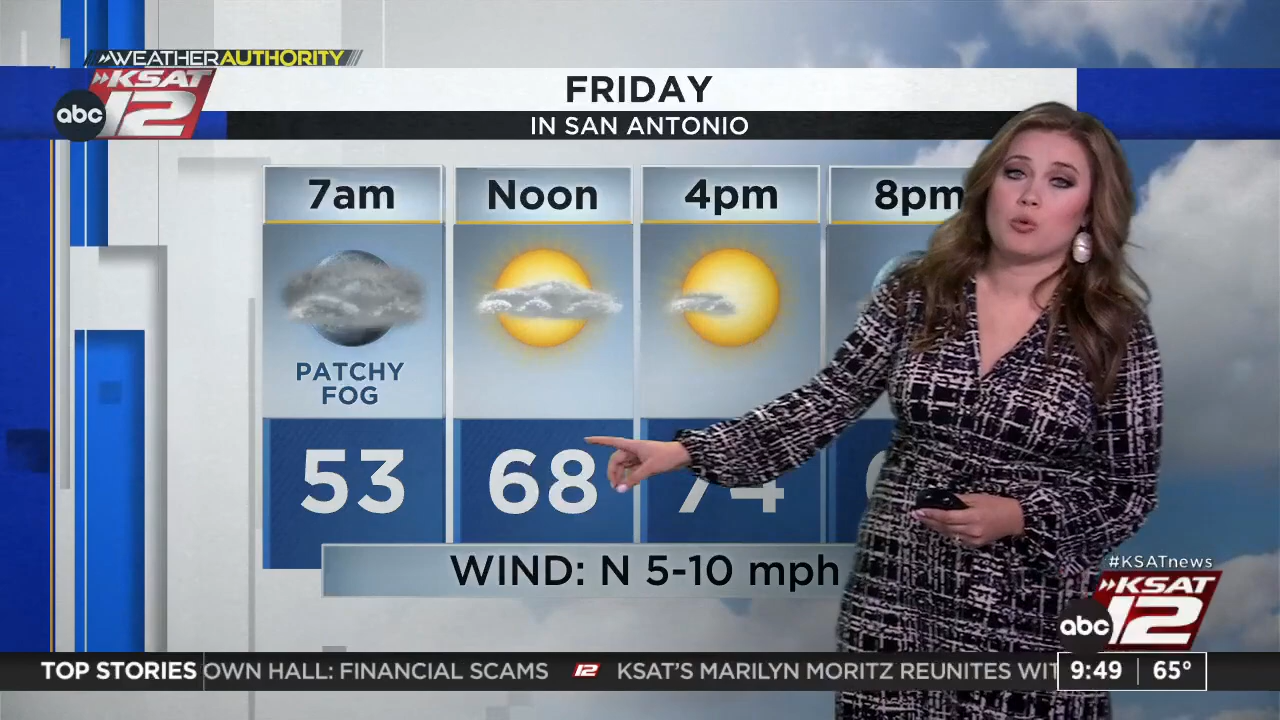 WEATHERAUTHORITY
KSAT
abc 12
FRIDAY
IN SAN ANTONIO
7am
Noon
4pm
8pm
PATCHY
FOG
53
68
74
WIND: N 5-10 mph
#KSATnews
KSAT
abc 12
TOP STORIES
OWN HALL: FINANCIAL SCAMS 12 KSAT'S MARILYN MORITZ REUNITES WIT
9:49 65°